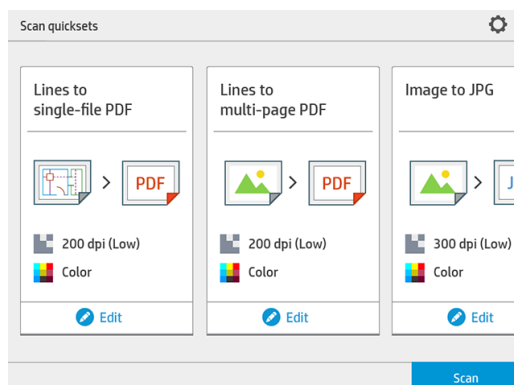 Scan quicksets
Lines to
single-file PDF
PDF
200 dpi (Low)
Color
Edit
Lines to
multi-page PDF
PDF
200 dpi (Low)
Color
Edit
Image to JPG
300 dpi (Low)
Color
Edit
Scan